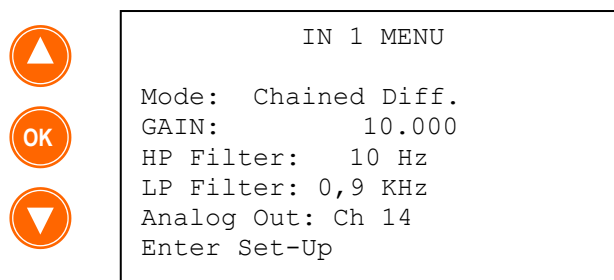 IN 1 MENU
Mode: Chained Diff.
GAIN: 10.000
OK
HP Filter: 10 Hz
LP Filter: 0,9 KHz
Analog Out: Ch 14
Enter Set-Up